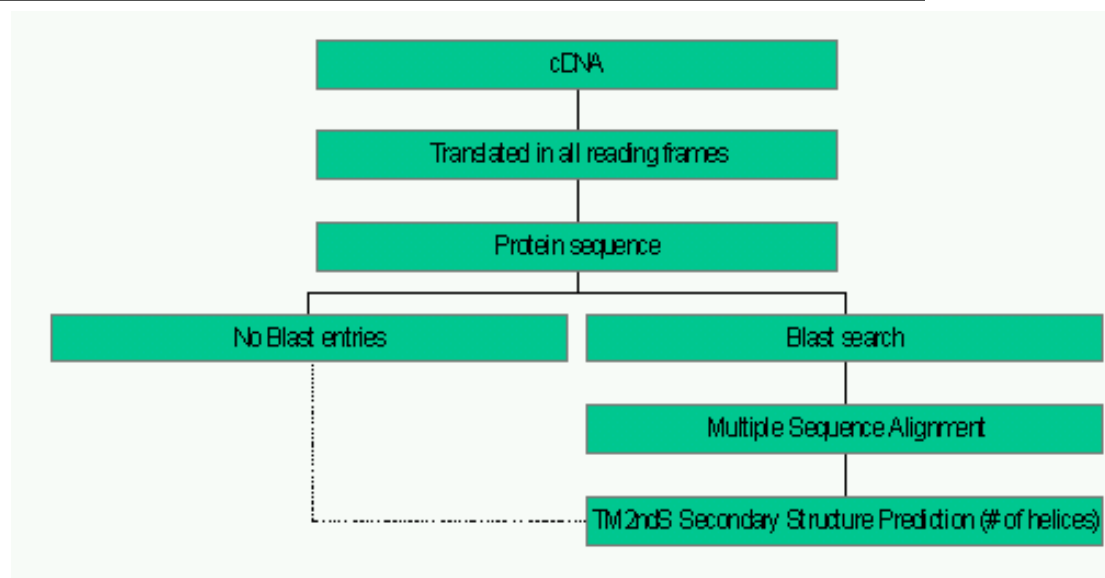 cDNA
Translated in all reading frames
Protein sequence
No Blast entries
Blast search
Multiple Sequence Alignment
TM2ndS Secondary Structure Prediction (# of helices)